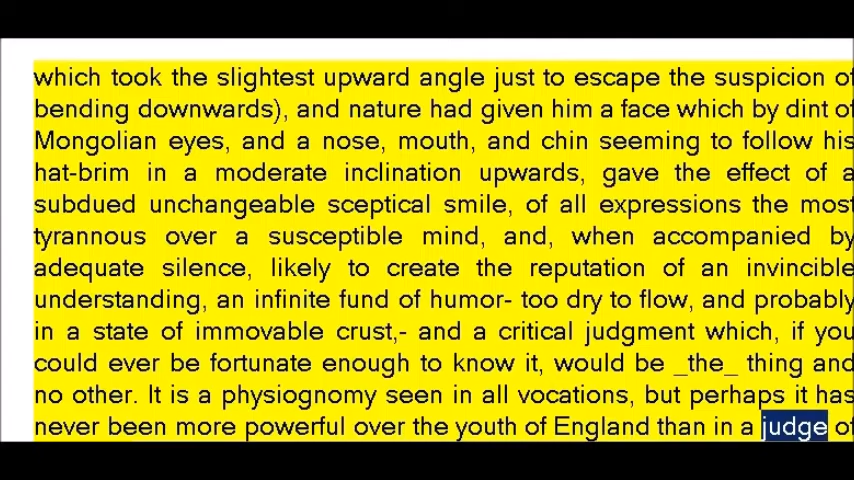 which took the slightest upward angle just to escape the suspicion of
bending downwards), and nature had given him a face which by dint of
Mongolian eyes, and a nose, mouth, and chin seeming to follow his
hat-brim in a moderate inclination upwards, gave the effect of a
subdued unchangeable sceptical smile, of all expressions the most
tyrannous over a susceptible mind, and, when accompanied by
adequate silence, likely to create the reputation of an invincible
understanding, an infinite fund of humor- too dry to flow, and probably
in a state of immovable crust,- and a critical judgment which, if you
could ever be fortunate enough to know it, would be _the_ thing and
no other. It is a physiognomy seen in all vocations, but perhaps it has
never been more powerful over the youth of England than in a judge of